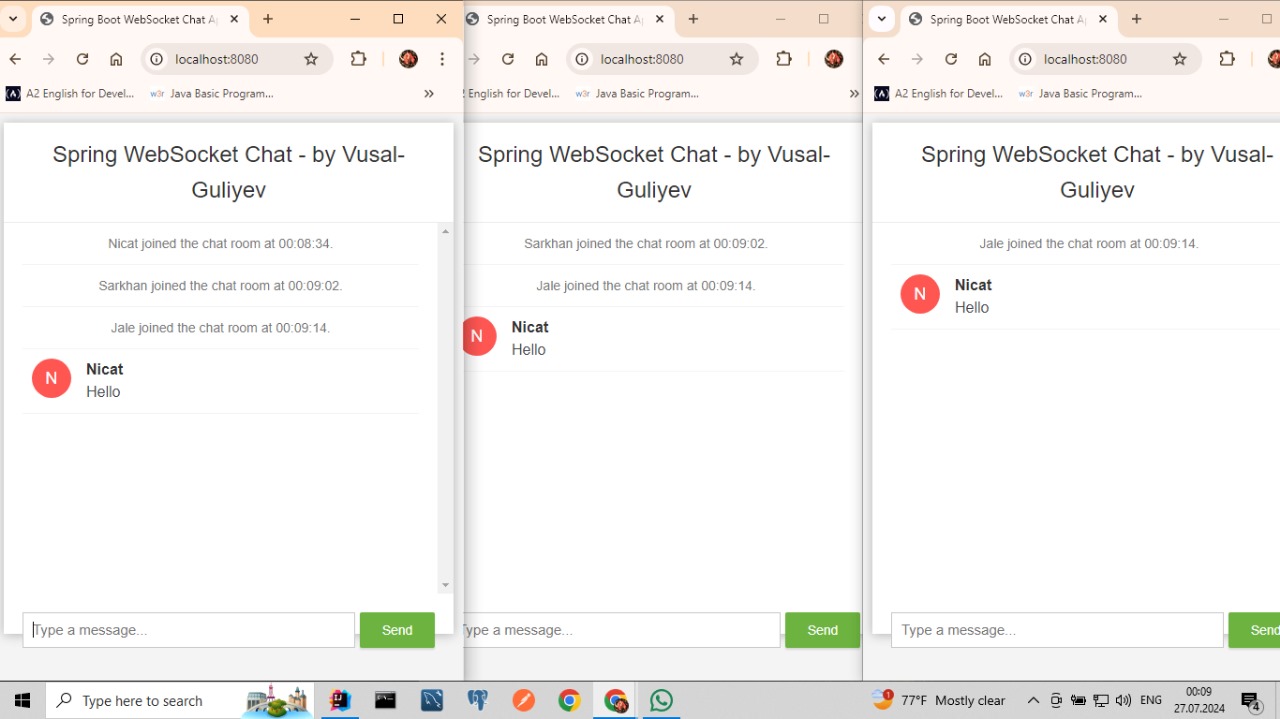 Spring Boot WebSocket Chat A
localhost:8080
A2 English for Devel...
w3r Java Basic Program...
»
Spring WebSocket Chat - by Vusal-
Guliyev
Nicat joined the chat room at 00:08:34.
Sarkhan joined the chat room at 00:09:02.
Jale joined the chat room at 00:09:14.
N
Nicat
Hello
Type a message...
Send
Spring Boot WebSocket Chat A
localhost:8080
English for Devel...
w3r Java Basic Program...
»
Spring WebSocket Chat - by Vusal-
Guliyev
Sarkhan joined the chat room at 00:09:02.
Jale joined the chat room at 00:09:14.
N
Nicat
Hello
Type a message...
Send
Spring Boot WebSocket Chat A
localhost:8080
A2 English for Devel...
w3r Java Basic Program...
Spring WebSocket Chat - by Vusal-
Guliyev
Jale joined the chat room at 00:09:14.
N
Nicat
Hello
Type a message...
Send
Type here to search
1
77°F Mostly clear
ENG
00:09
27.07.2024
4